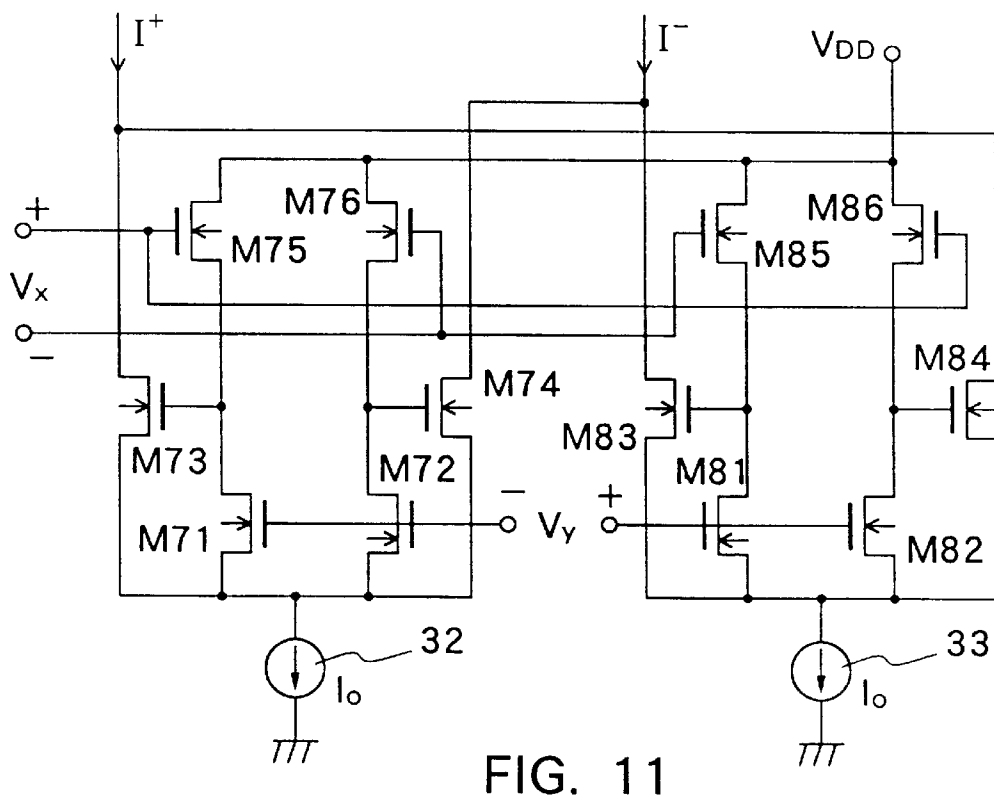 I+
I−
VDD
+
M75
M76
M85
M86
Vx
−
M73
M74
M83
M84
M71
M72
−
Vy
+
M81
M82
32
Io
33
Io
FIG. 11